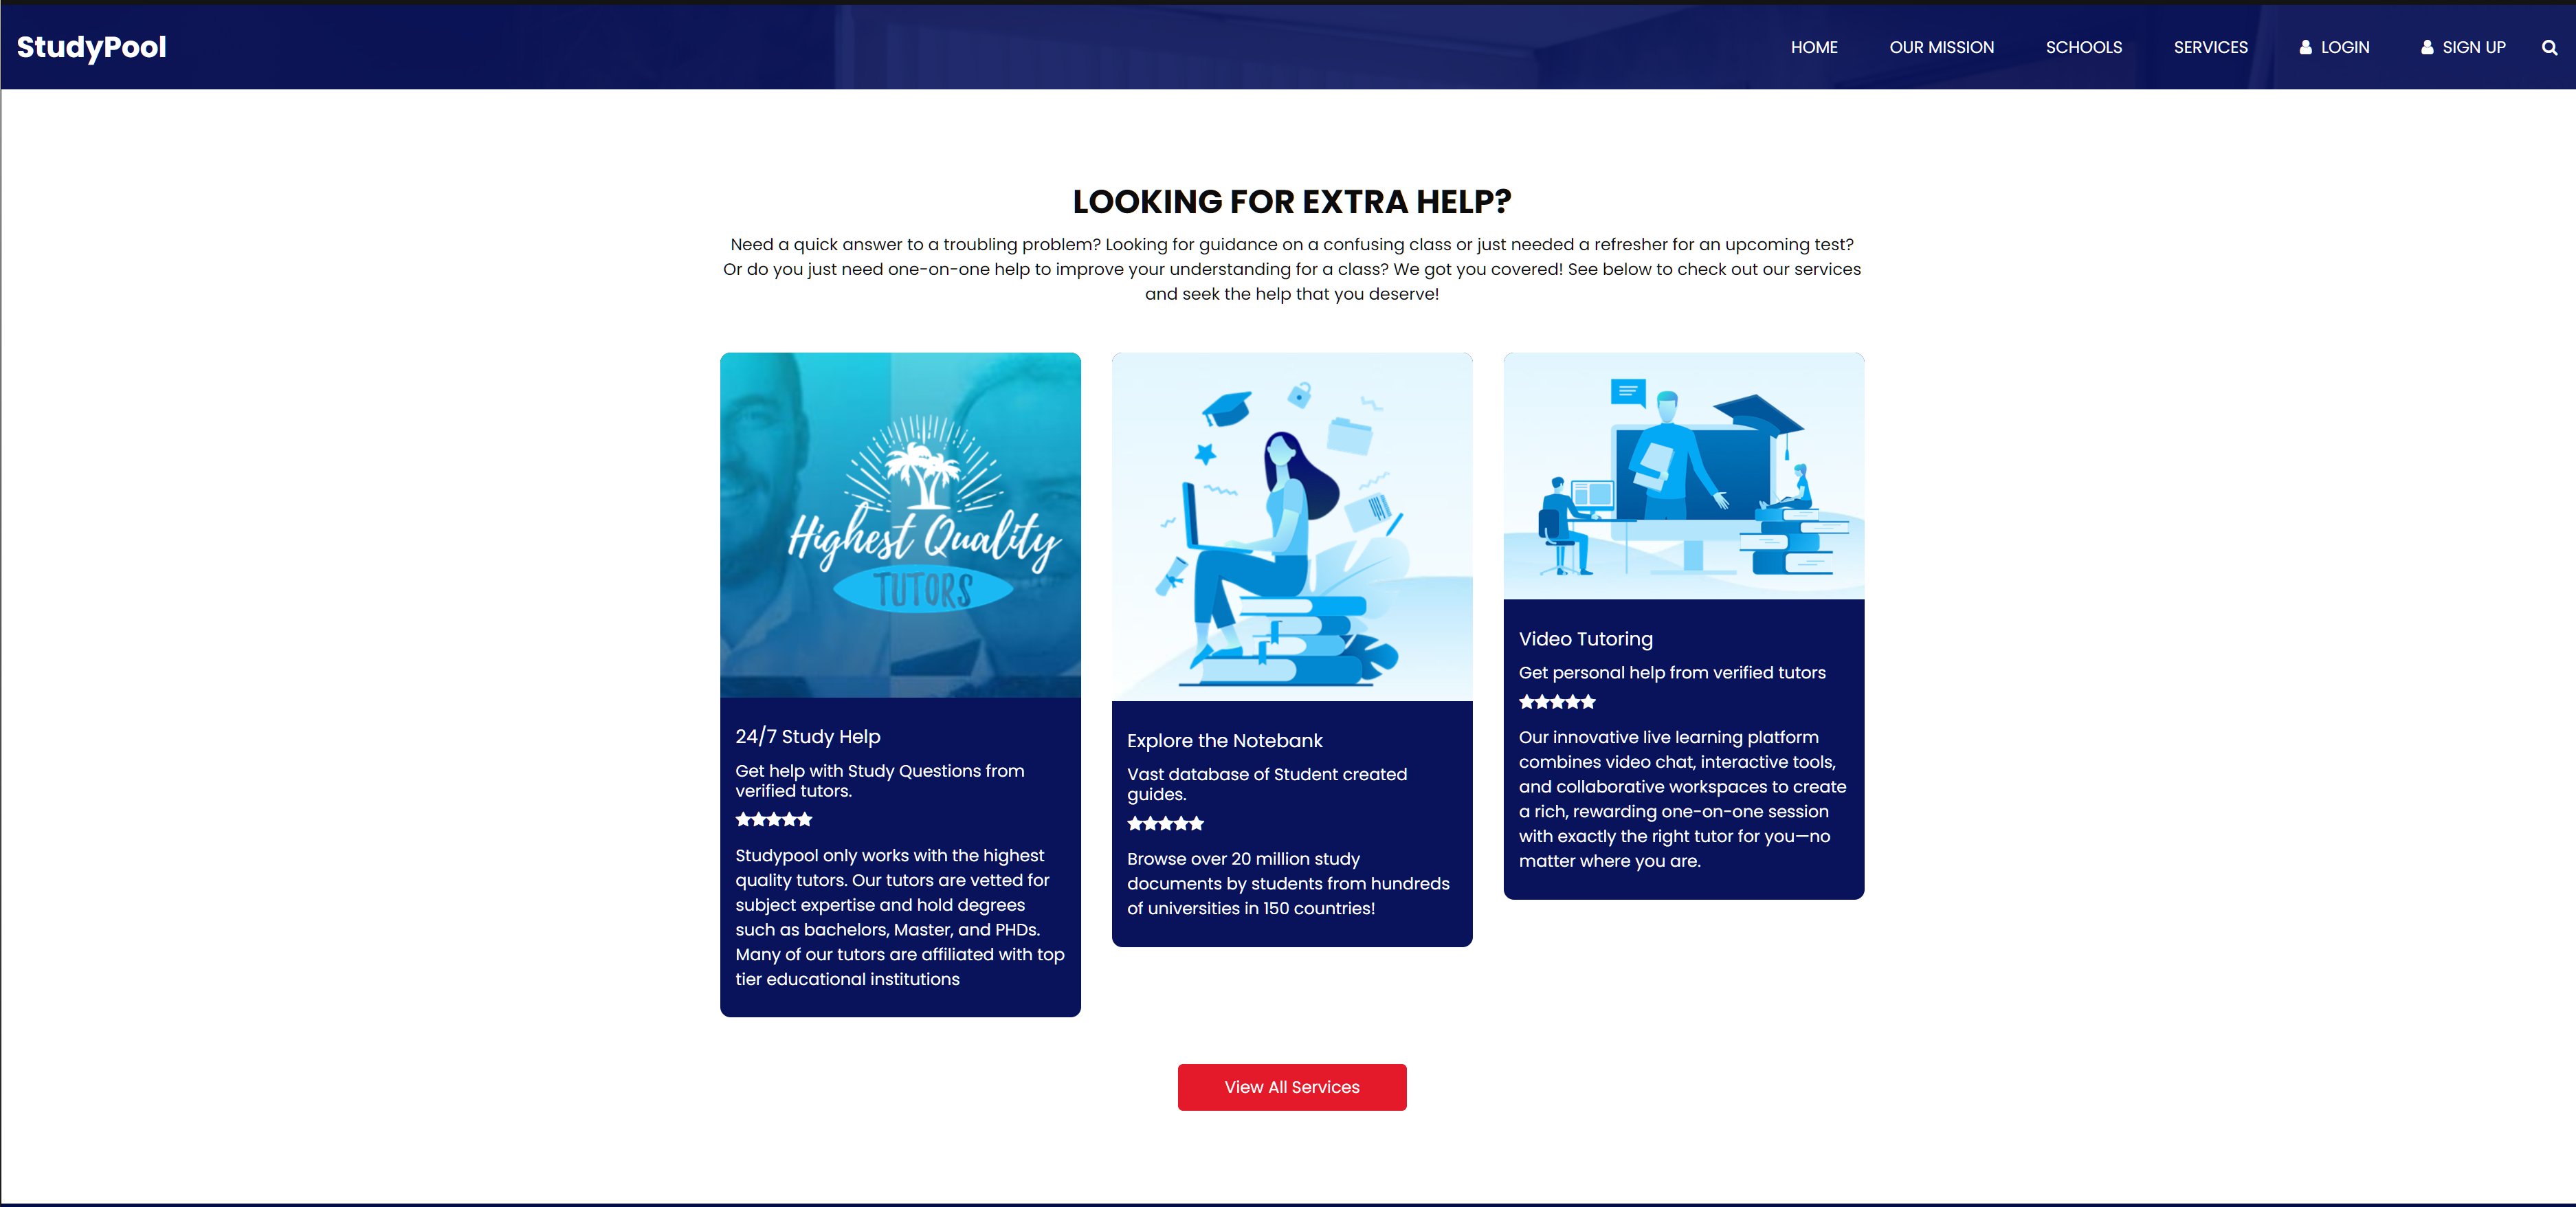 StudyPool
HOME OUR MISSION SCHOOLS SERVICES LOGIN SIGN UP
LOOKING FOR EXTRA HELP?
Need a quick answer to a troubling problem? Looking for guidance on a confusing class or just needed a refresher for an upcoming test?
Or do you just need one-on-one help to improve your understanding for a class? We got you covered! See below to check out our services
and seek the help that you deserve!
Highest Quality
TUTORS
24/7 Study Help
Get help with Study Questions from
verified tutors.
Studypool only works with the highest
quality tutors. Our tutors are vetted for
subject expertise and hold degrees
such as bachelors, Master, and PHDs.
Many of our tutors are affiliated with top
tier educational institutions
Explore the Notebank
Vast database of Student created
guides.
Browse over 20 million study
documents by students from hundreds
of universities in 150 countries!
Video Tutoring
Get personal help from verified tutors
Our innovative live learning platform
combines video chat, interactive tools,
and collaborative workspaces to create
a rich, rewarding one-on-one session
with exactly the right tutor for you—no
matter where you are.
View All Services